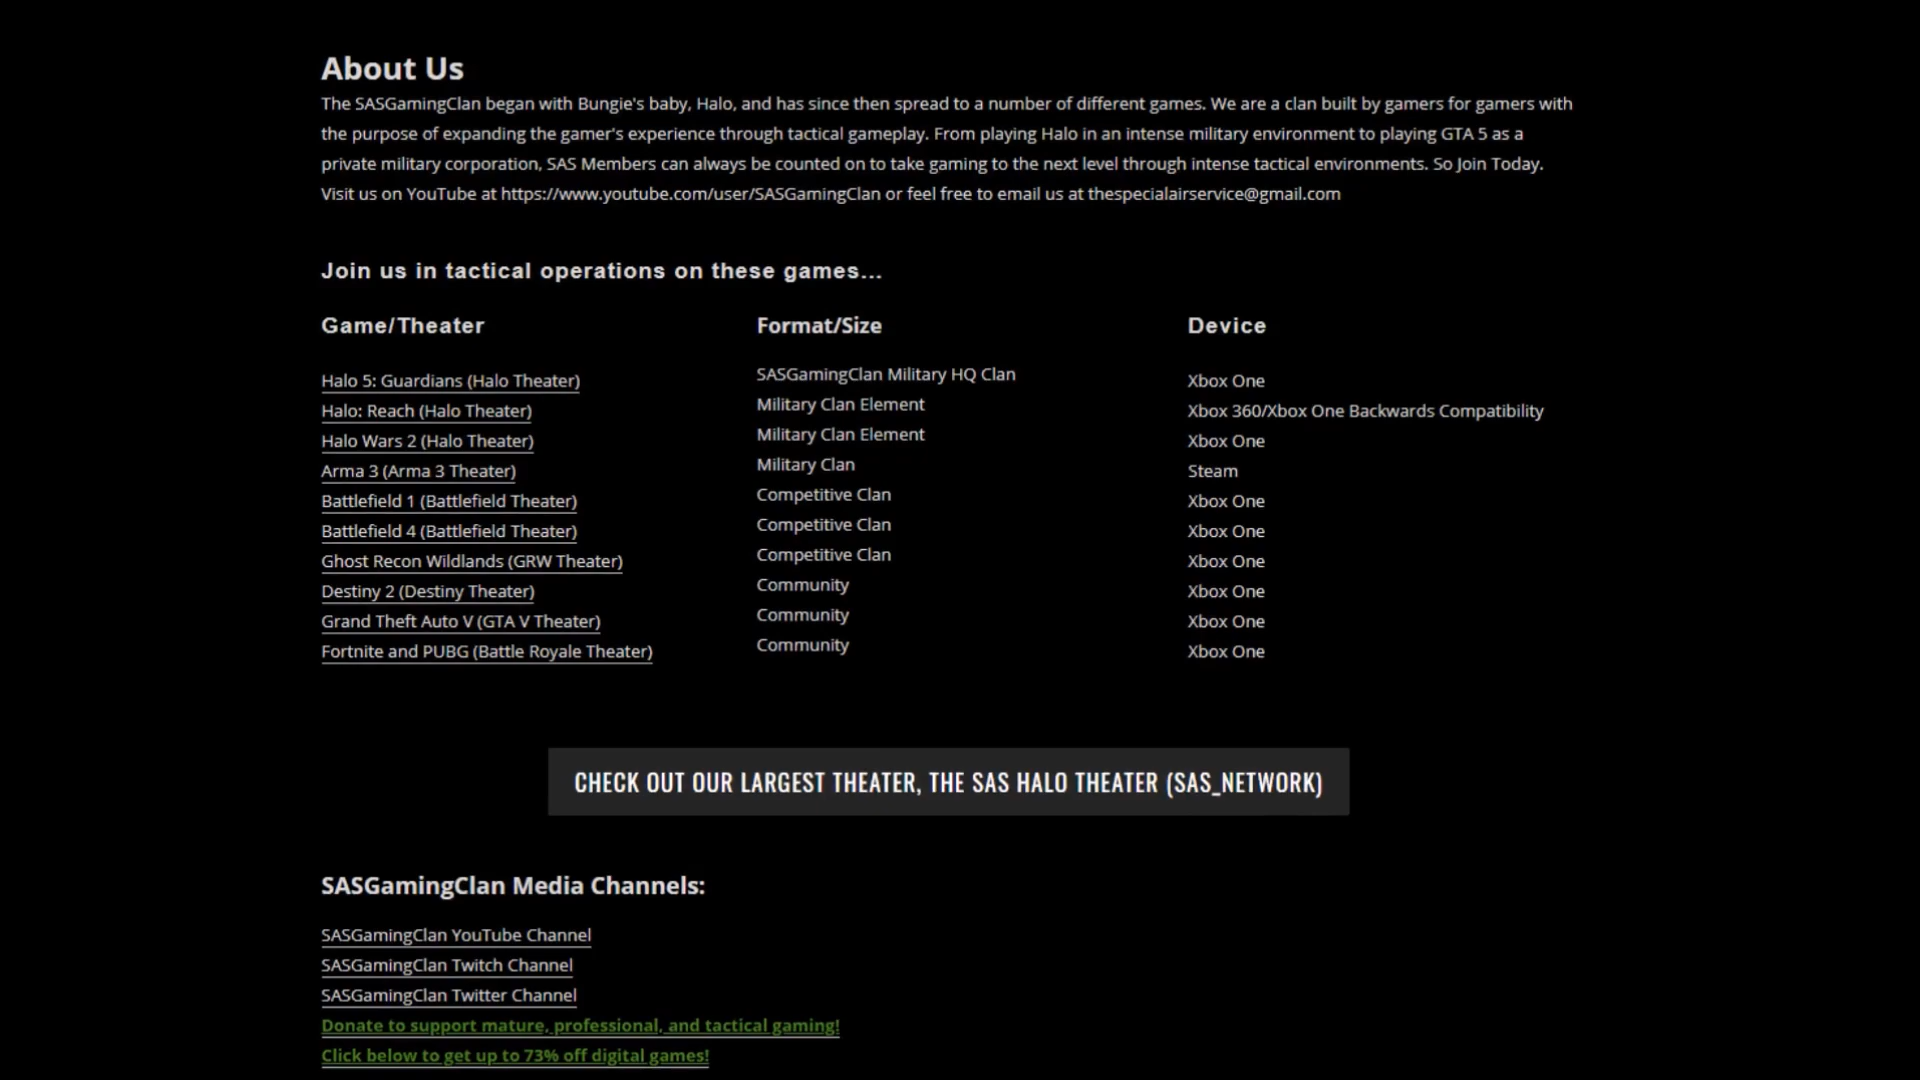 About Us
The SASGamingClan began with Bungie's baby, Halo, and has since then spread to a number of different games. We are a clan built by gamers for gamers with
the purpose of expanding the gamer's experience through tactical gameplay. From playing Halo in an intense military environment to playing GTA 5 as a
private military corporation, SAS Members can always be counted on to take gaming to the next level through intense tactical environments. So Join Today.
Visit us on YouTube at https://www.youtube.com/user/SASGamingClan or feel free to email us at thespecialairservice@gmail.com
Join us in tactical operations on these games...
Game/Theater Format/Size Device
Halo 5: Guardians (Halo Theater) SASGamingClan Military HQ Clan Xbox One
Halo: Reach (Halo Theater) Military Clan Element Xbox 360/Xbox One Backwards Compatibility
Halo Wars 2 (Halo Theater) Military Clan Element Xbox One
Arma 3 (Arma 3 Theater) Military Clan Steam
Battlefield 1 (Battlefield Theater) Competitive Clan Xbox One
Battlefield 4 (Battlefield Theater) Competitive Clan Xbox One
Ghost Recon Wildlands (GRW Theater) Competitive Clan Xbox One
Destiny 2 (Destiny Theater) Community Xbox One
Grand Theft Auto V (GTA V Theater) Community Xbox One
Fortnite and PUBG (Battle Royale Theater) Community Xbox One
CHECK OUT OUR LARGEST THEATER, THE SAS HALO THEATER (SAS_NETWORK)
SASGamingClan Media Channels:
SASGamingClan YouTube Channel
SASGamingClan Twitch Channel
SASGamingClan Twitter Channel
Donate to support mature, professional, and tactical gaming!
Click below to get up to 73% off digital games!